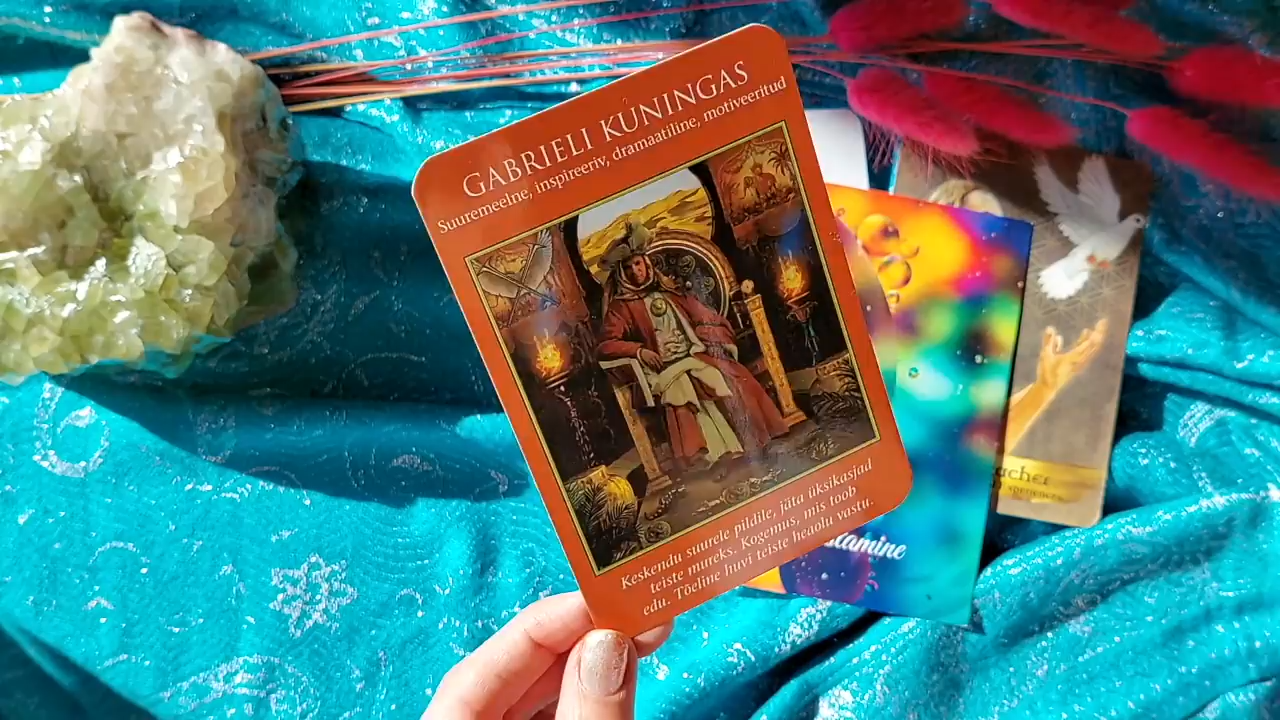 GABRIELI KUNINGAS
Suuremeelne, inspireeriv, dramaatiline, motiveeritud
Keskendu suurele pildile, jäta üksikasjad
teiste mureks. Kogemus, mis toob
edu. Tõeline huvi teiste heaolu vastu.